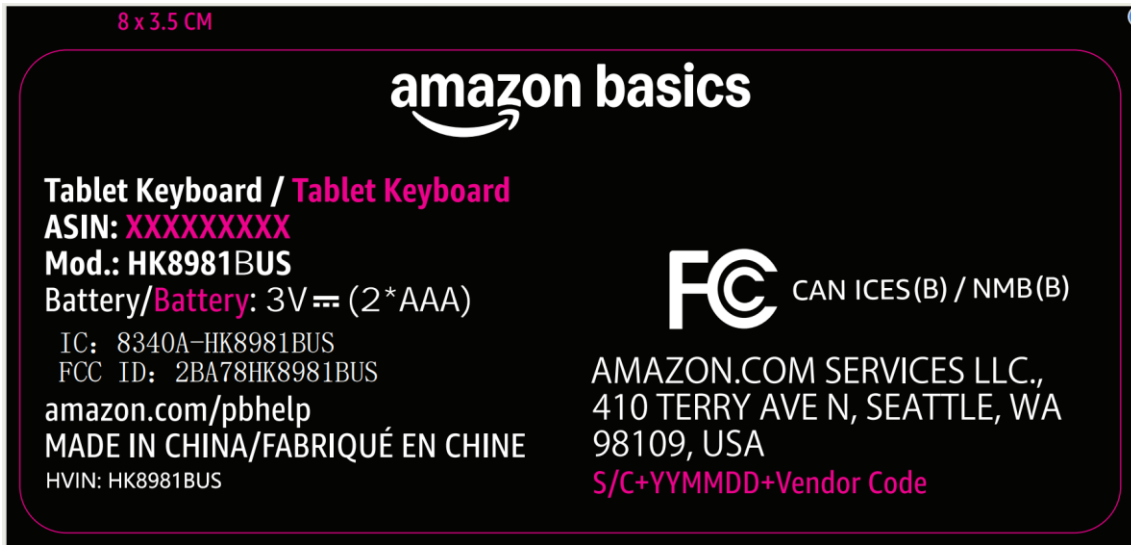 8 x 3.5 CM
amazon basics
Tablet Keyboard / Tablet Keyboard
ASIN: XXXXXXXXX
Mod.: HK8981BUS
Battery/Battery: 3V⎓(2*AAA)
IC: 8340A-HK8981BUS
FCC ID: 2BA78HK8981BUS
amazon.com/pbhelp
MADE IN CHINA/FABRIQUÉ EN CHINE
HVIN: HK8981BUS
FC CAN ICES(B) / NMB(B)
AMAZON.COM SERVICES LLC.,
410 TERRY AVE N, SEATTLE, WA
98109, USA
S/C+YYMMDD+Vendor Code